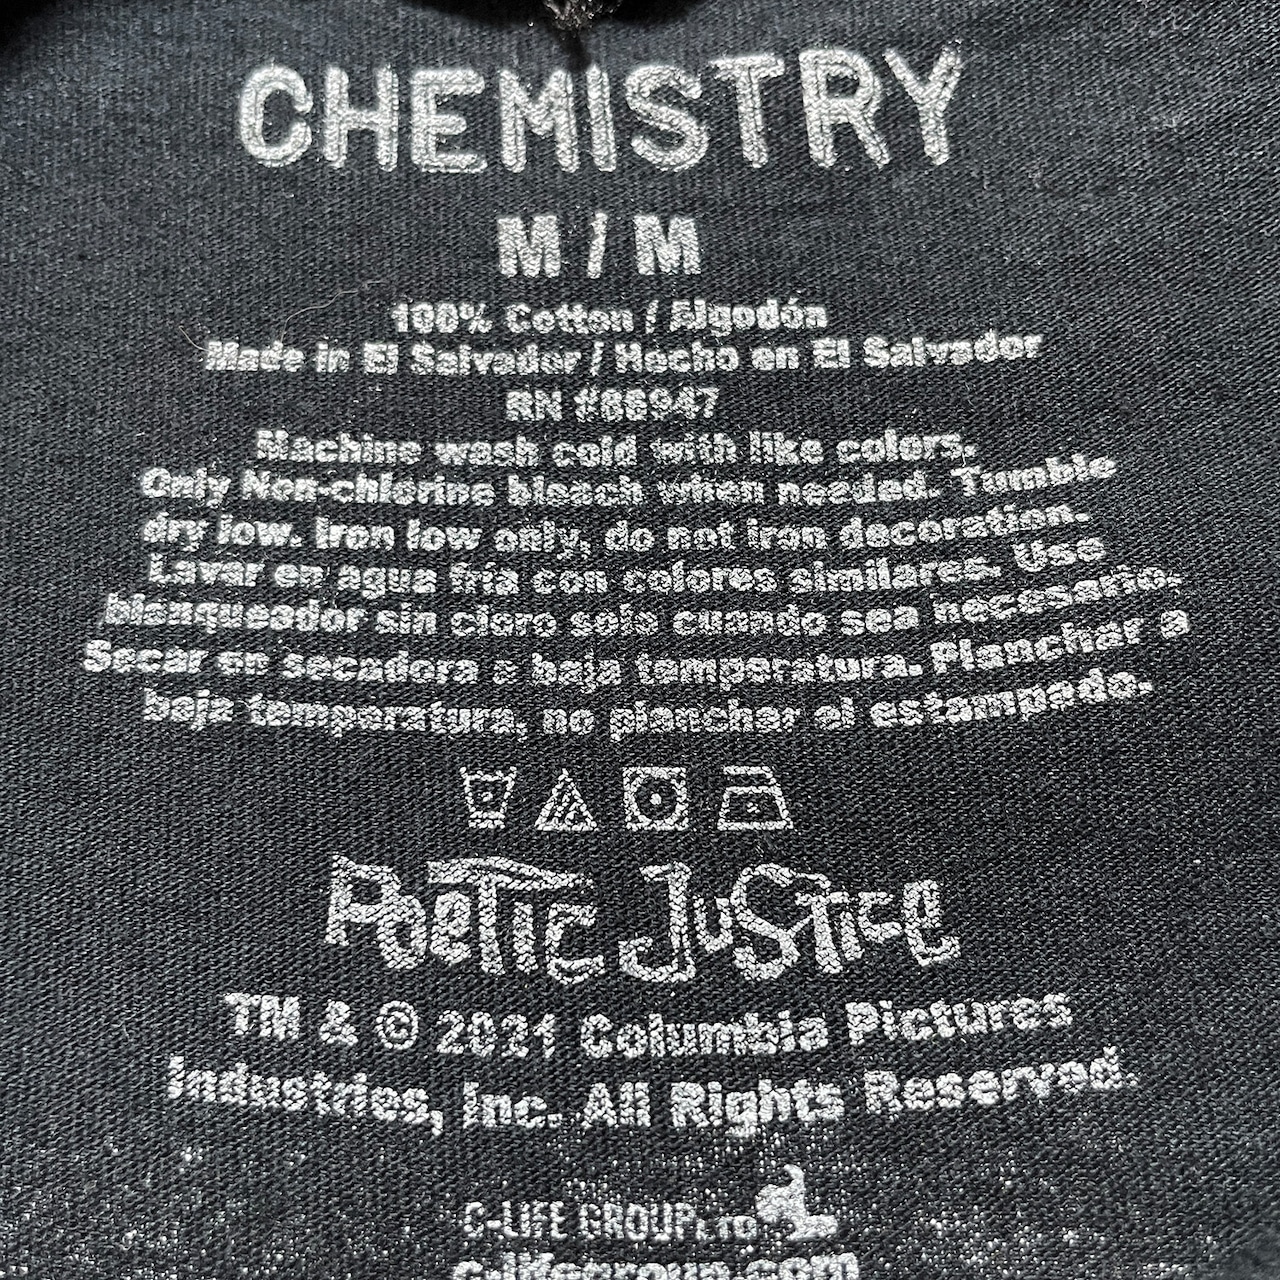 CHEMISTRY
M / M
100% Cotton / Algodón
Made in El Salvador / Hecho en El Salvador
RN #88947
Machine wash cold with like colors.
Only Non-chlorine bleach when needed. Tumble
dry low. Iron low only, do not iron decoration.
Lavar en agua fría con colores similares. Use
blanqueador sin cloro solo cuando sea necesario.
Secar en secadora a baja temperatura. Planchar a
baja temperatura, no planchar el estampado.
POETIC JUSTICE
TM & © 2021 Columbia Pictures
Industries, Inc. All Rights Reserved.
C-LIFE GROUP, LTD
c-lifegroup.com